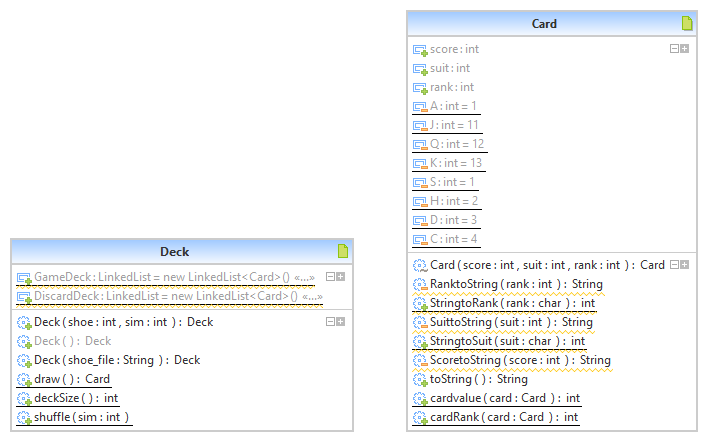 Card
score : int
suit : int
rank : int
A : int = 1
J : int = 11
Q : int = 12
K : int = 13
S : int = 1
H : int = 2
D : int = 3
C : int = 4
Card ( score : int , suit : int , rank : int ) : Card
RanktoString ( rank : int ) : String
StringtoRank ( rank : char ) : int
SuittoString ( suit : int ) : String
StringtoSuit ( suit : char ) : int
ScoretoString ( score : int ) : String
toString ( ) : String
cardvalue ( card : Card ) : int
cardRank ( card : Card ) : int
Deck
GameDeck : LinkedList = new LinkedList<Card>() «...»
DiscardDeck : LinkedList = new LinkedList<Card>() «...»
Deck ( shoe : int , sim : int ) : Deck
Deck ( ) : Deck
Deck ( shoe_file : String ) : Deck
draw ( ) : Card
deckSize ( ) : int
shuffle ( sim : int )